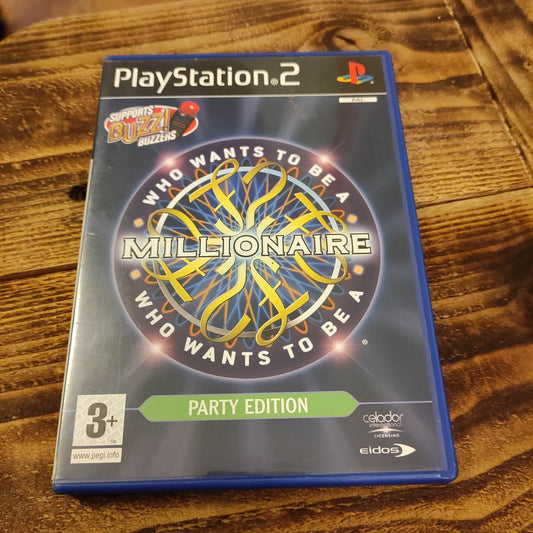 PlayStation®2
PAL
SUPPORTS
BUZZ!
BUZZERS
WHO WANTS TO BE A
MILLIONAIRE
WHO WANTS TO BE A
®
PARTY EDITION
3+
TM
www.pegi.info
celador
international
LICENSING
eidos